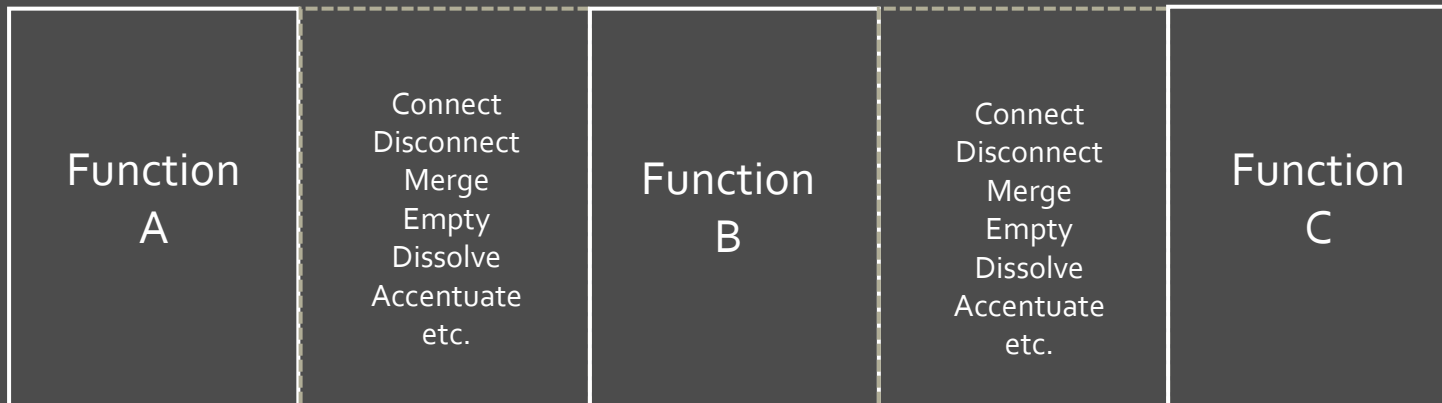 Function
A
Connect
Disconnect
Merge
Empty
Dissolve
Accentuate
etc.
Function
B
Connect
Disconnect
Merge
Empty
Dissolve
Accentuate
etc.
Function
C